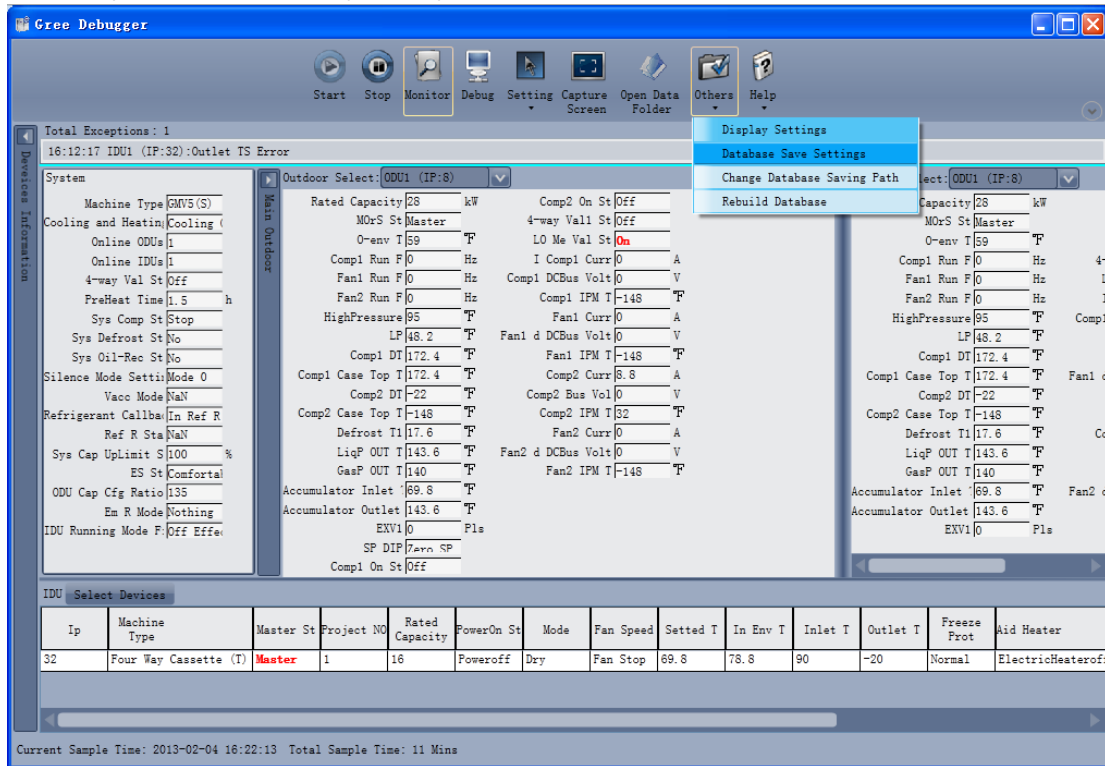 Gree Debugger
Start Stop Monitor Debug Setting Capture Screen Open Data Folder Others Help
Display Settings
Database Save Settings
Change Database Saving Path
Rebuild Database
Total Exceptions: 1
16:12:17 IDU1 (IP:32):Outlet TS Error
Deveices Information
System
Machine Type GMV5(S)
Cooling and Heatin Cooling (
Online ODUs 1
Online IDUs 1
4-way Val St Off
PreHeat Time 1.5 h
Sys Comp St Stop
Sys Defrost St No
Sys Oil-Rec St No
Silence Mode Setti Mode 0
Vacc Mode NaN
Refrigerant Callba In Ref R
Ref R Sta NaN
Sys Cap UpLimit S 100 %
ES St Comfortal
ODU Cap Cfg Ratio 135
Em R Mode Nothing
IDU Running Mode F: Off Effe
Main Outdoor
Outdoor Select: ODU1 (IP:8)
Rated Capacity 28 kW Comp2 On St Off
MOrS St Master 4-way Val1 St Off
O-env T 59 ℉ LO Me Val St On
Comp1 Run F 0 Hz I Comp1 Curr 0 A
Fan1 Run F 0 Hz Comp1 DCBus Volt 0 V
Fan2 Run F 0 Hz Comp1 IPM T -148 ℉
HighPressure 95 ℉ Fan1 Curr 0 A
LP 48.2 ℉ Fan1 d DCBus Volt 0 V
Comp1 DT 172.4 ℉ Fan1 IPM T -148 ℉
Comp1 Case Top T 172.4 ℉ Comp2 Curr 8.8 A
Comp2 DT -22 ℉ Comp2 Bus Vol 0 V
Comp2 Case Top T -148 ℉ Comp2 IPM T 32 ℉
Defrost T1 17.6 ℉ Fan2 Curr 0 A
LiqP OUT T 143.6 ℉ Fan2 d DCBus Volt 0 V
GasP OUT T 140 ℉ Fan2 IPM T -148 ℉
Accumulator Inlet 69.8 ℉
Accumulator Outlet 143.6 ℉
EXV1 0 Pls
SP DIP Zero SP
Comp1 On St Off
lect: ODU1 (IP:8)
Capacity 28 kW
MOrS St Master
O-env T 59 ℉
Comp1 Run F 0 Hz 4-
Fan1 Run F 0 Hz
Fan2 Run F 0 Hz
HighPressure 95 ℉ Comp1
LP 48.2 ℉
Comp1 DT 172.4 ℉
Comp1 Case Top T 172.4 ℉ Fan1 d
Comp2 DT -22 ℉
Comp2 Case Top T -148 ℉
Defrost T1 17.6 ℉ Co
LiqP OUT T 143.6 ℉
GasP OUT T 140 ℉
Accumulator Inlet 69.8 ℉ Fan2 d
Accumulator Outlet 143.6 ℉
EXV1 0 Pls
IDU Select Devices
Ip Machine Type Master St Project NO Rated Capacity PowerOn St Mode Fan Speed Setted T In Env T Inlet T Outlet T Freeze Prot Aid Heater
32 Four Way Cassette (T) Master 1 16 Poweroff Dry Fan Stop 69.8 78.8 90 -20 Normal ElectricHeaterof
Current Sample Time: 2013-02-04 16:22:13 Total Sample Time: 11 Mins